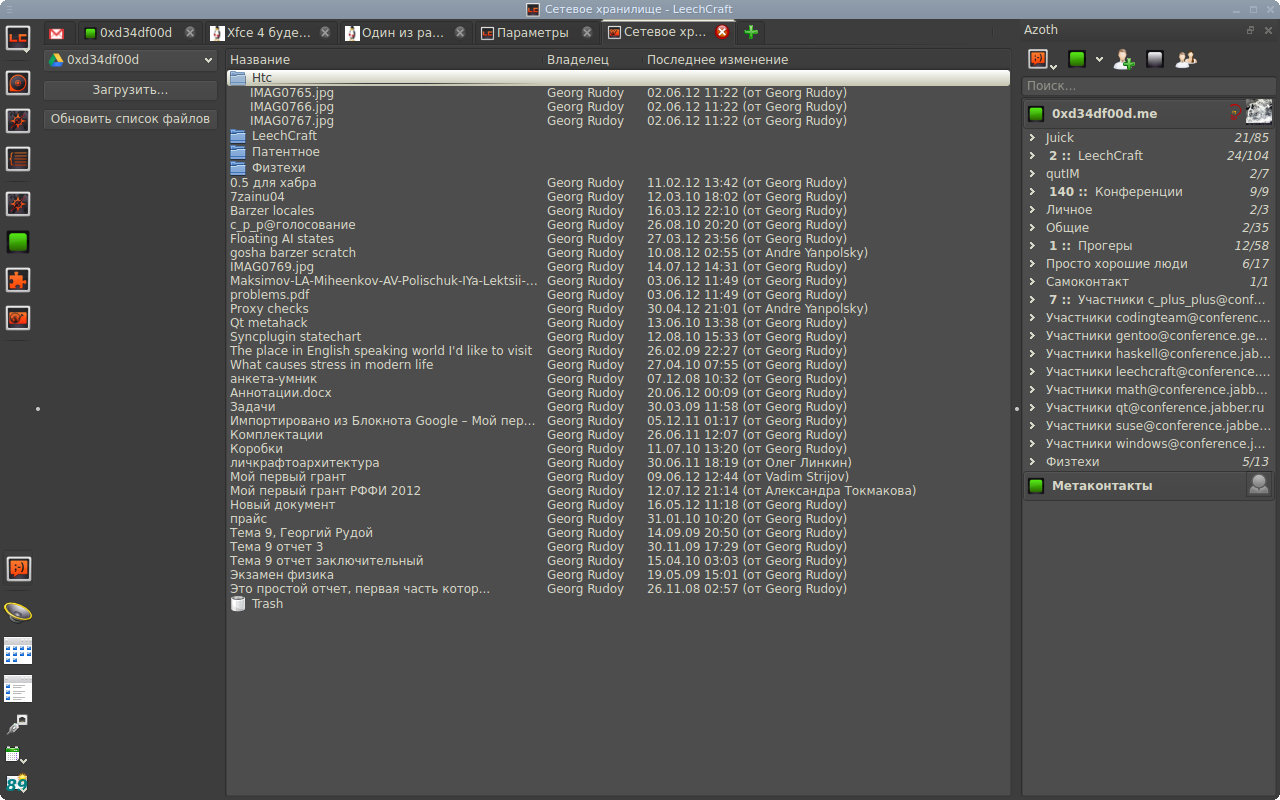 Сетевое хранилище - LeechCraft
0xd34df00d
Xfce 4 буде...
Один из ра...
Параметры
Сетевое хр...
Azoth
0xd34df00d
Загрузить...
Обновить список файлов
Название Владелец Последнее изменение
Htc
IMAG0765.jpg Georg Rudoy 02.06.12 11:22 (от Georg Rudoy)
IMAG0766.jpg Georg Rudoy 02.06.12 11:22 (от Georg Rudoy)
IMAG0767.jpg Georg Rudoy 02.06.12 11:22 (от Georg Rudoy)
LeechCraft
Патентное
Физтехи
0.5 для хабра Georg Rudoy 11.02.12 13:42 (от Georg Rudoy)
7zainu04 Georg Rudoy 12.03.10 18:02 (от Georg Rudoy)
Barzer locales Georg Rudoy 16.03.12 22:10 (от Georg Rudoy)
с_р_р@голосование Georg Rudoy 26.08.10 20:20 (от Georg Rudoy)
Floating AI states Georg Rudoy 27.03.12 23:56 (от Georg Rudoy)
gosha barzer scratch Georg Rudoy 10.08.12 02:55 (от Andre Yanpolsky)
IMAG0769.jpg Georg Rudoy 14.07.12 14:31 (от Georg Rudoy)
Maksimov-LA-Miheenkov-AV-Polischuk-IYa-Lektsii-... Georg Rudoy 03.06.12 11:49 (от Georg Rudoy)
problems.pdf Georg Rudoy 03.06.12 11:49 (от Georg Rudoy)
Proxy checks Georg Rudoy 30.04.12 21:01 (от Andre Yanpolsky)
Qt metahack Georg Rudoy 13.06.10 13:38 (от Georg Rudoy)
Syncplugin statechart Georg Rudoy 12.08.10 15:33 (от Georg Rudoy)
The place in English speaking world I'd like to visit Georg Rudoy 26.02.09 22:27 (от Georg Rudoy)
What causes stress in modern life Georg Rudoy 27.04.10 07:55 (от Georg Rudoy)
анкета-умник Georg Rudoy 07.12.08 10:32 (от Georg Rudoy)
Аннотации.docx Georg Rudoy 20.06.12 00:09 (от Georg Rudoy)
Задачи Georg Rudoy 30.03.09 11:58 (от Georg Rudoy)
Импортировано из Блокнота Google – Мой пер... Georg Rudoy 05.12.11 01:17 (от Georg Rudoy)
Комплектации Georg Rudoy 26.06.11 12:07 (от Georg Rudoy)
Коробки Georg Rudoy 11.07.10 13:20 (от Georg Rudoy)
личкрафтоархитектура Georg Rudoy 30.06.11 18:19 (от Олег Линкин)
Мой первый грант Georg Rudoy 09.06.12 12:44 (от Vadim Strijov)
Мой первый грант РФФИ 2012 Georg Rudoy 12.07.12 21:14 (от Александра Токмакова)
Новый документ Georg Rudoy 16.05.12 11:18 (от Georg Rudoy)
прайс Georg Rudoy 31.01.10 10:20 (от Georg Rudoy)
Тема 9, Георгий Рудой Georg Rudoy 14.09.09 20:50 (от Georg Rudoy)
Тема 9 отчет 3 Georg Rudoy 30.11.09 17:29 (от Georg Rudoy)
Тема 9 отчет заключительный Georg Rudoy 15.04.10 03:03 (от Georg Rudoy)
Экзамен физика Georg Rudoy 19.05.09 15:01 (от Georg Rudoy)
Это простой отчет, первая часть котор... Georg Rudoy 26.11.08 02:57 (от Georg Rudoy)
Trash
Поиск...
0xd34df00d.me
Juick 21/85
2 :: LeechCraft 24/104
qutIM 2/7
140 :: Конференции 9/9
Личное 2/3
Общие 2/35
1 :: Прогеры 12/58
Просто хорошие люди 6/17
Самоконтакт 1/1
7 :: Участники c_plus_plus@conf...
Участники codingteam@conferenc...
Участники gentoo@conference.ge...
Участники haskell@conference.jab...
Участники leechcraft@conference....
Участники math@conference.jabb...
Участники qt@conference.jabber.ru
Участники suse@conference.jabbe...
Участники windows@conference.j...
Физтехи 5/13
Метаконтакты